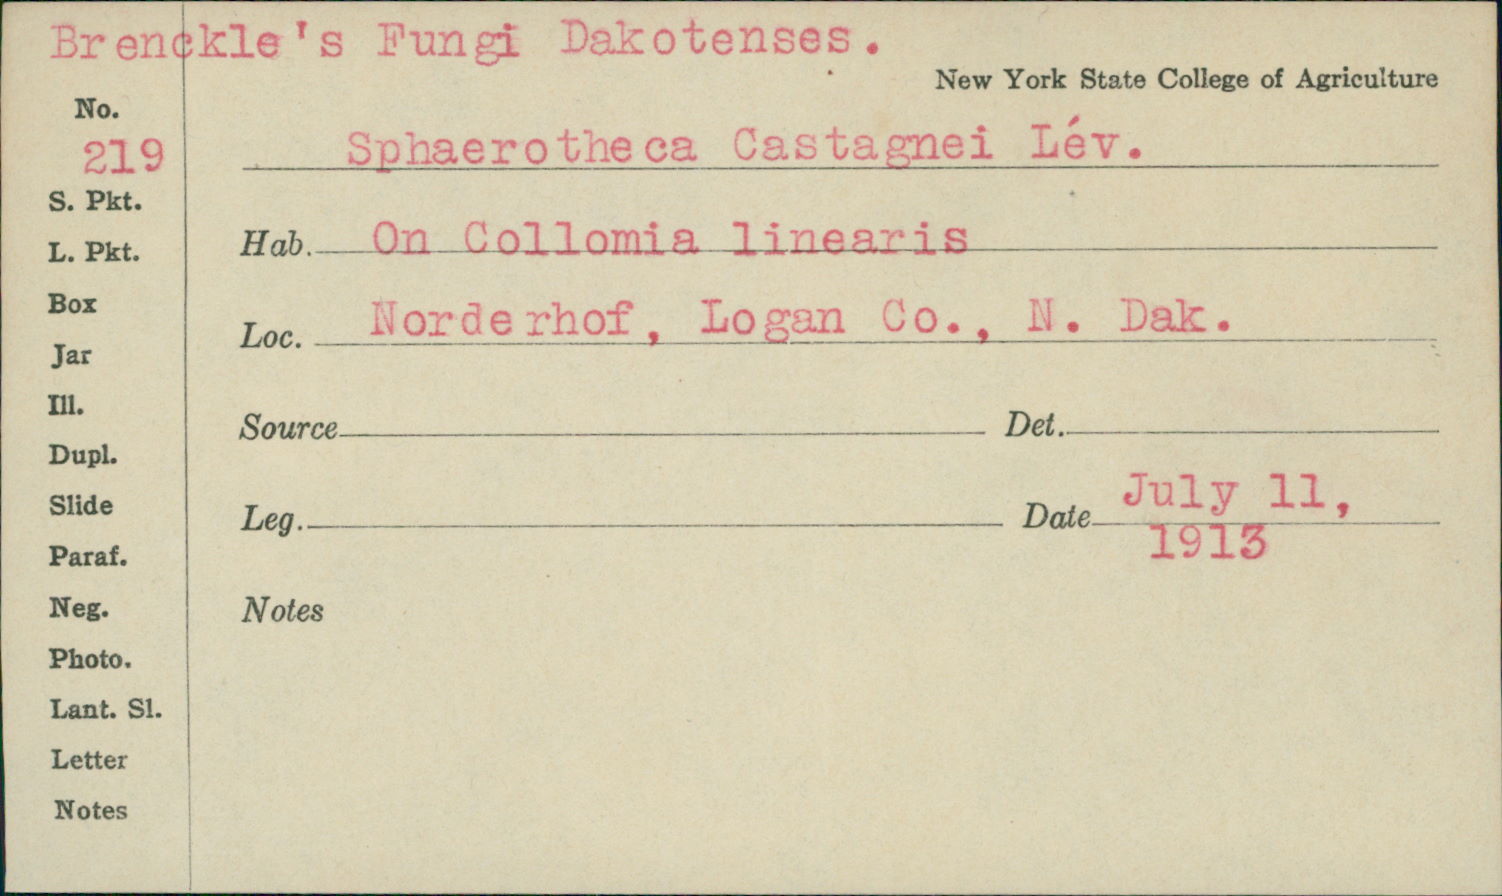 Brenckle's Fungi Dakotenses.
New York State College of Agriculture
No.
219
Sphaerotheca Castagnei Lév.
S. Pkt.
L. Pkt.
Hab. On Collomia linearis
Box
Loc. Norderhof, Logan Co., N. Dak.
Jar
Ill.
Source Det.
Dupl.
Slide
Leg. Date July 11,
1913
Paraf.
Neg.
Notes
Photo.
Lant. Sl.
Letter
Notes